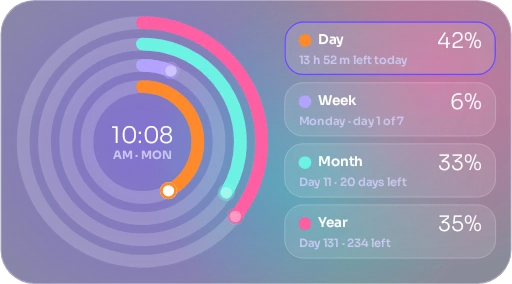 10:08
AM · MON
Day 42%
13 h 52 m left today
Week 6%
Monday · day 1 of 7
Month 33%
Day 11 · 20 days left
Year 35%
Day 131 · 234 left